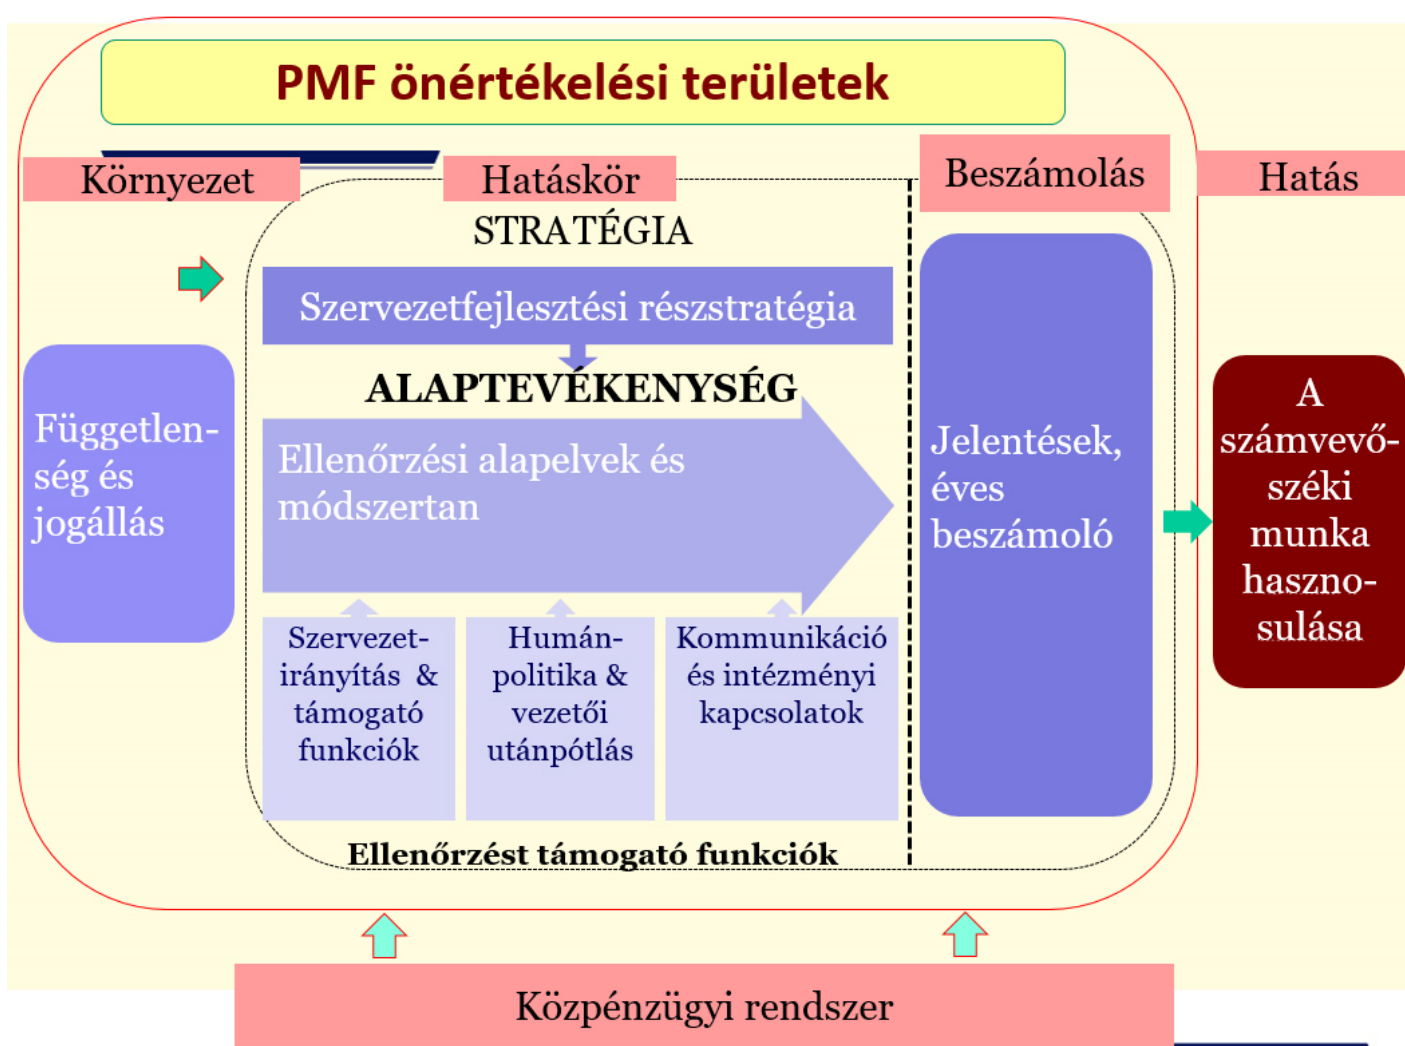 PMF önértékelési területek
Környezet
Hatáskör
Beszámolás
Hatás
STRATÉGIA
Szervezetfejlesztési részstratégia
ALAPTEVÉKENYSÉG
Független-
ség és
jogállás
Ellenőrzési alapelvek és
módszertan
Jelentések,
éves
beszámoló
A
számvevő-
széki
munka
haszno-
sulása
Szervezet-
irányítás &
támogató
funkciók
Humán-
politika &
vezetői
utánpótlás
Kommunikáció
és intézményi
kapcsolatok
Ellenőrzést támogató funkciók
Közpénzügyi rendszer